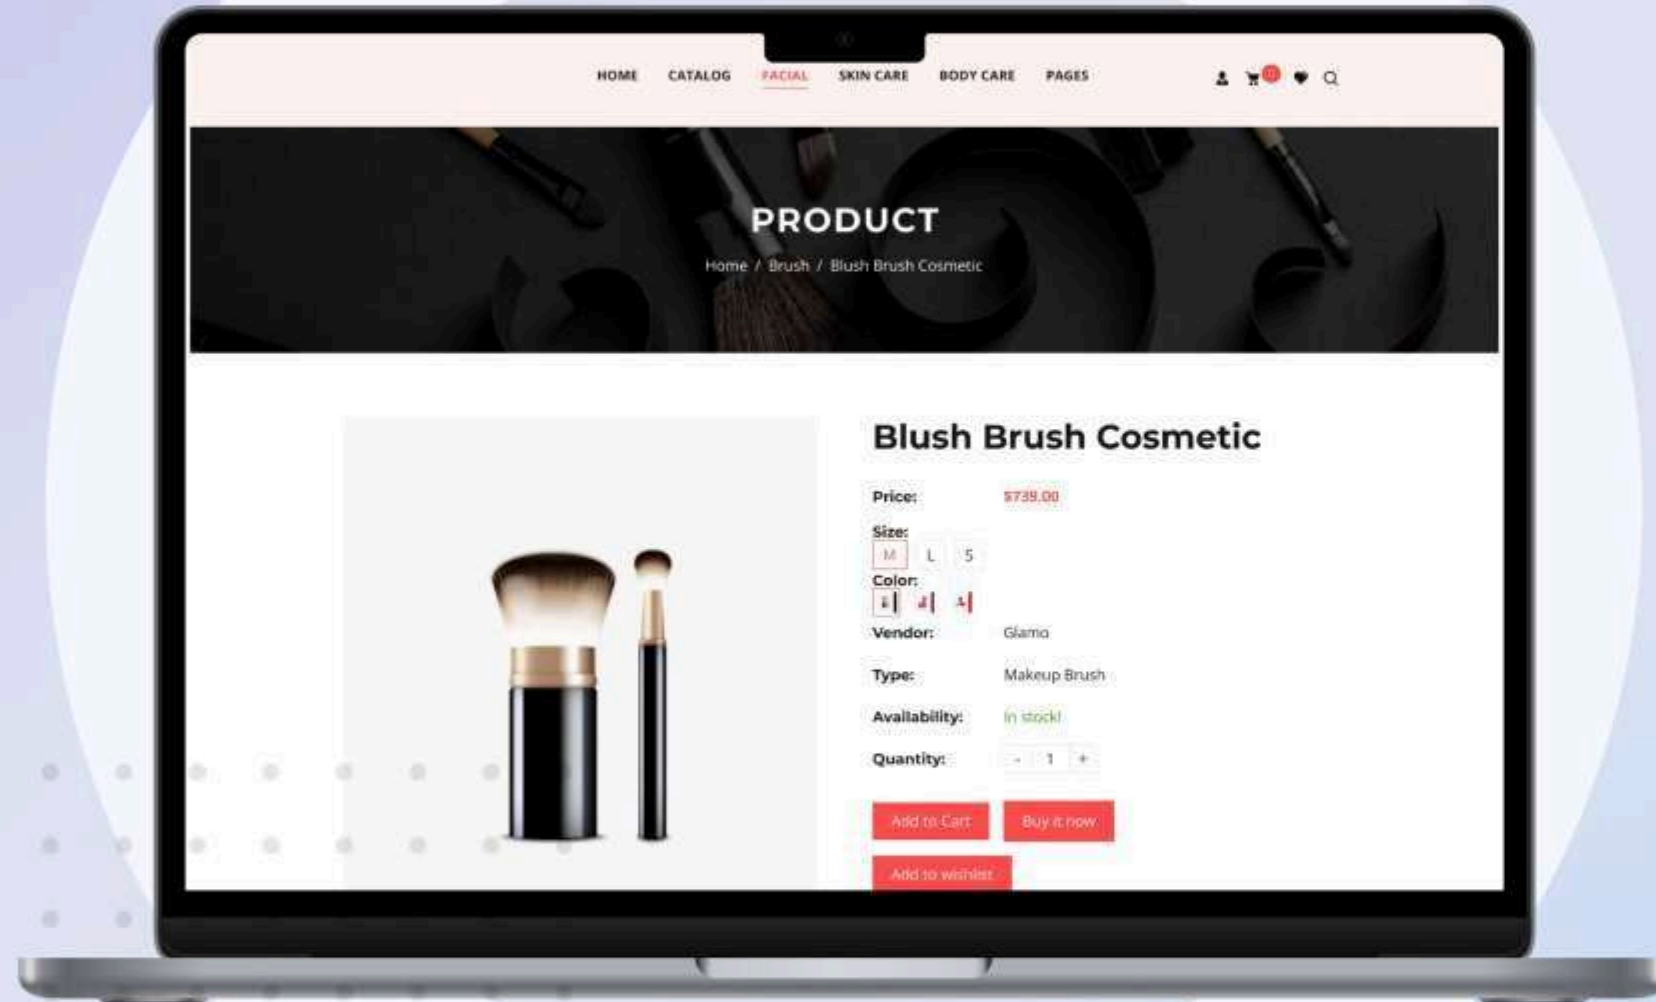 HOME CATALOG FACIAL SKIN CARE BODY CARE PAGES
PRODUCT
Home / Brush / Blush Brush Cosmetic
Blush Brush Cosmetic
Price: $739.00
Size:
M L S
Color:
Vendor: Glamo
Type: Makeup Brush
Availability: In stock!
Quantity: - 1 +
Add to Cart Buy it now
Add to wishlist